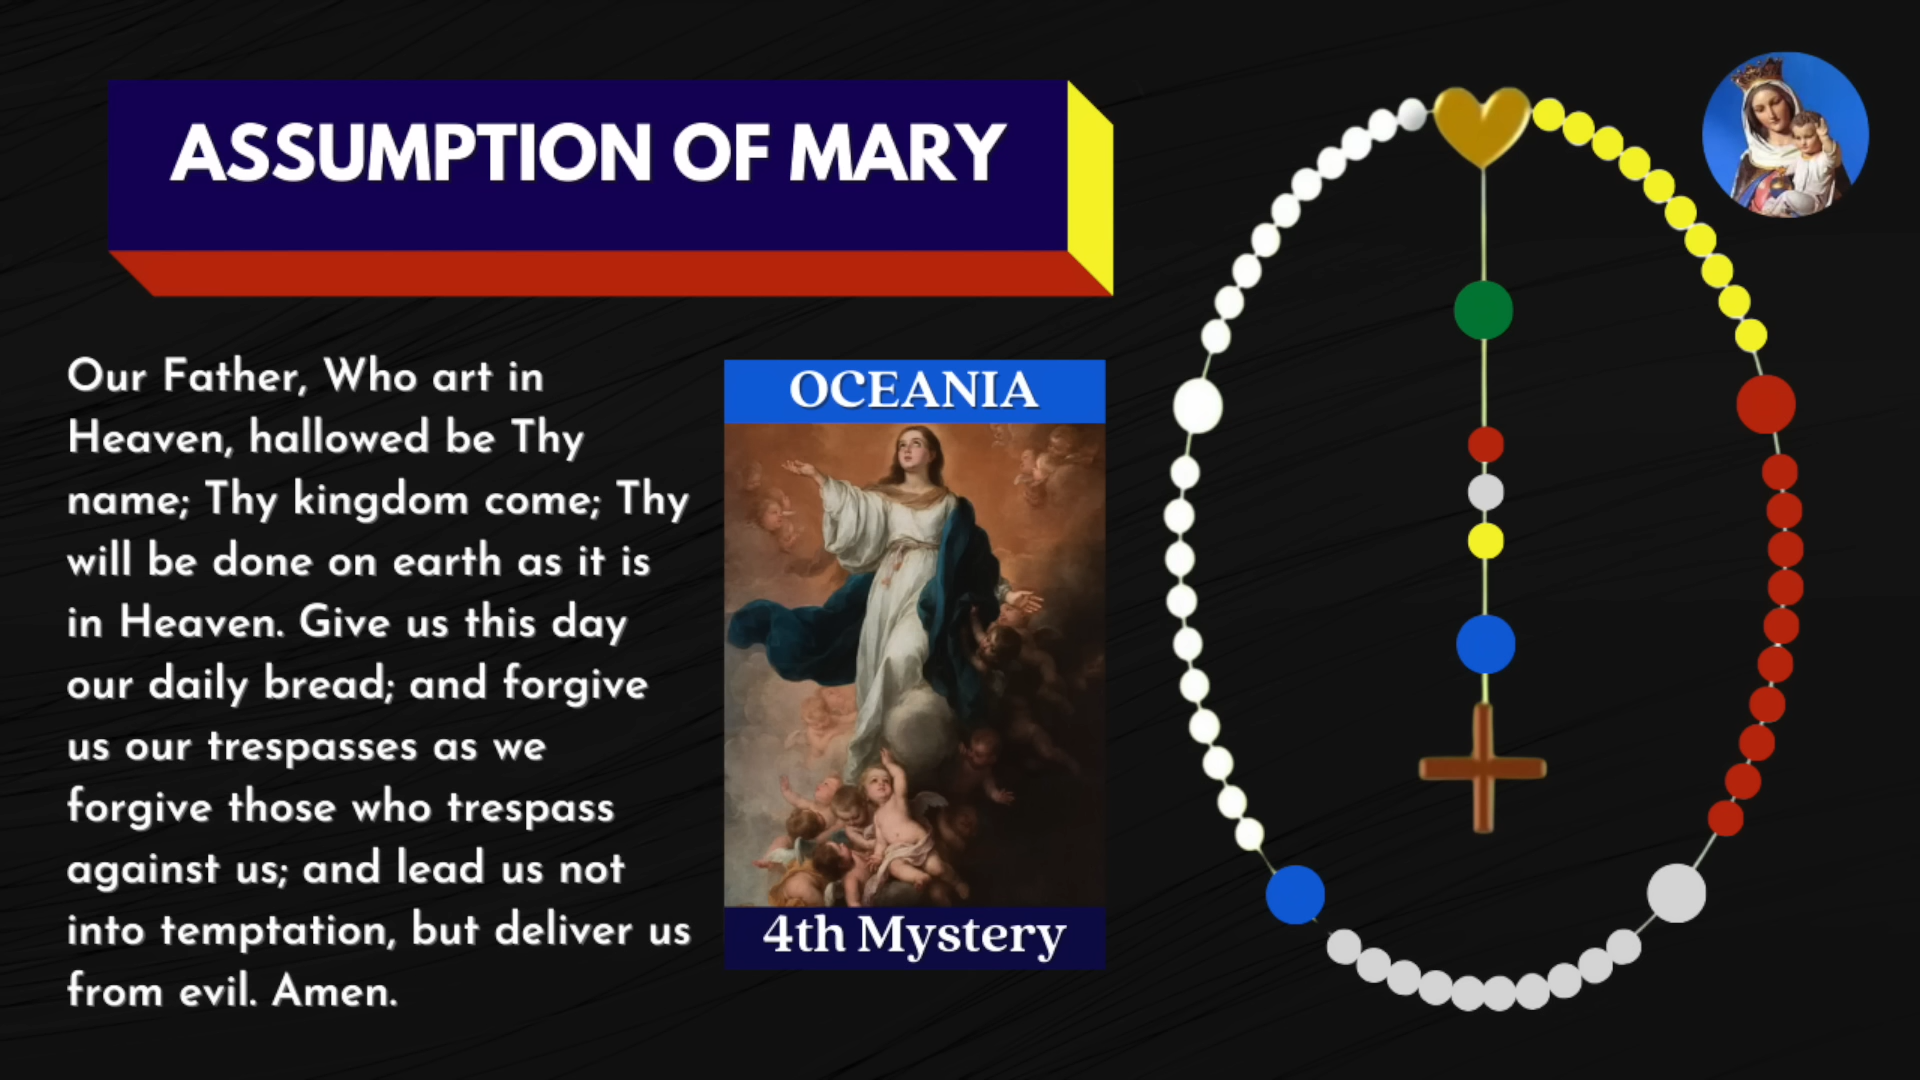 ASSUMPTION OF MARY
Our Father, Who art in
Heaven, hallowed be Thy
name; Thy kingdom come; Thy
will be done on earth as it is
in Heaven. Give us this day
our daily bread; and forgive
us our trespasses as we
forgive those who trespass
against us; and lead us not
into temptation, but deliver us
from evil. Amen.
OCEANIA
4th Mystery